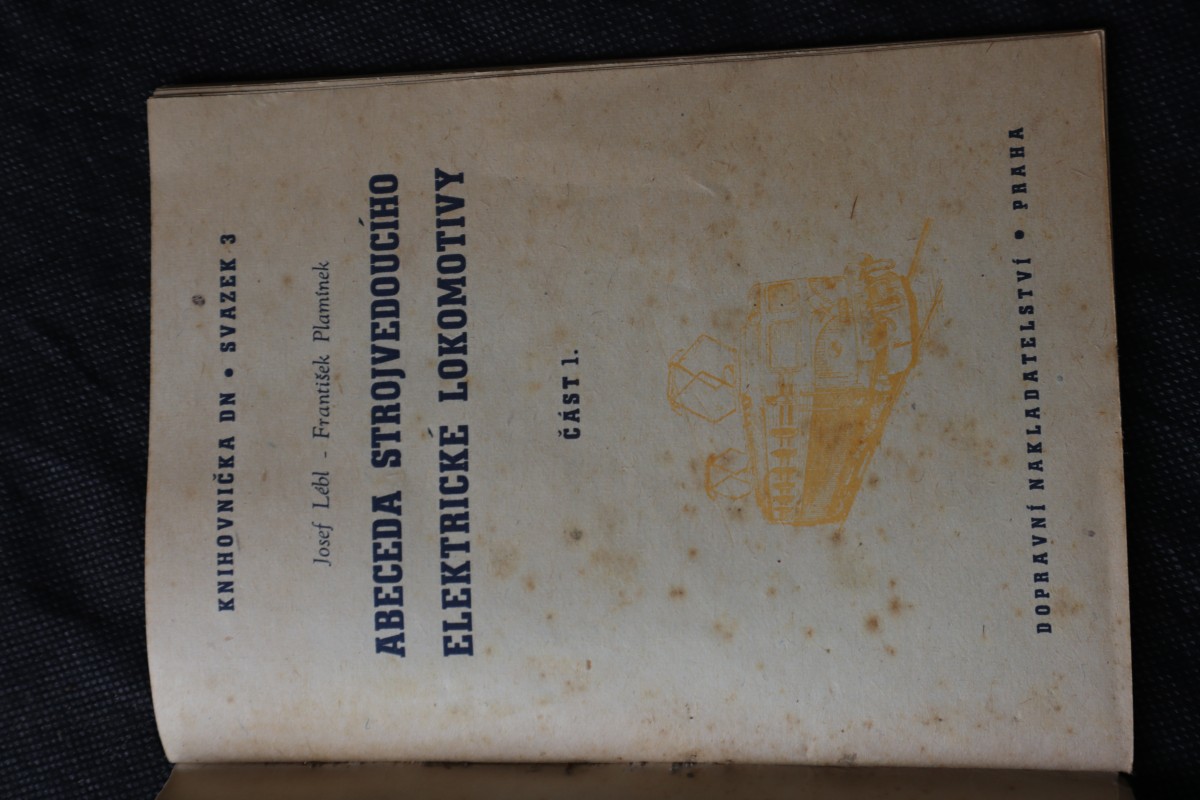 KNIHOVNIČKA DN • SVAZEK 3
Josef Lébl - František Plamínek
ABECEDA STROJVEDOUCÍHO
ELEKTRICKÉ LOKOMOTIVY
ČÁST 1.
DOPRAVNÍ NAKLADATELSTVÍ • PRAHA